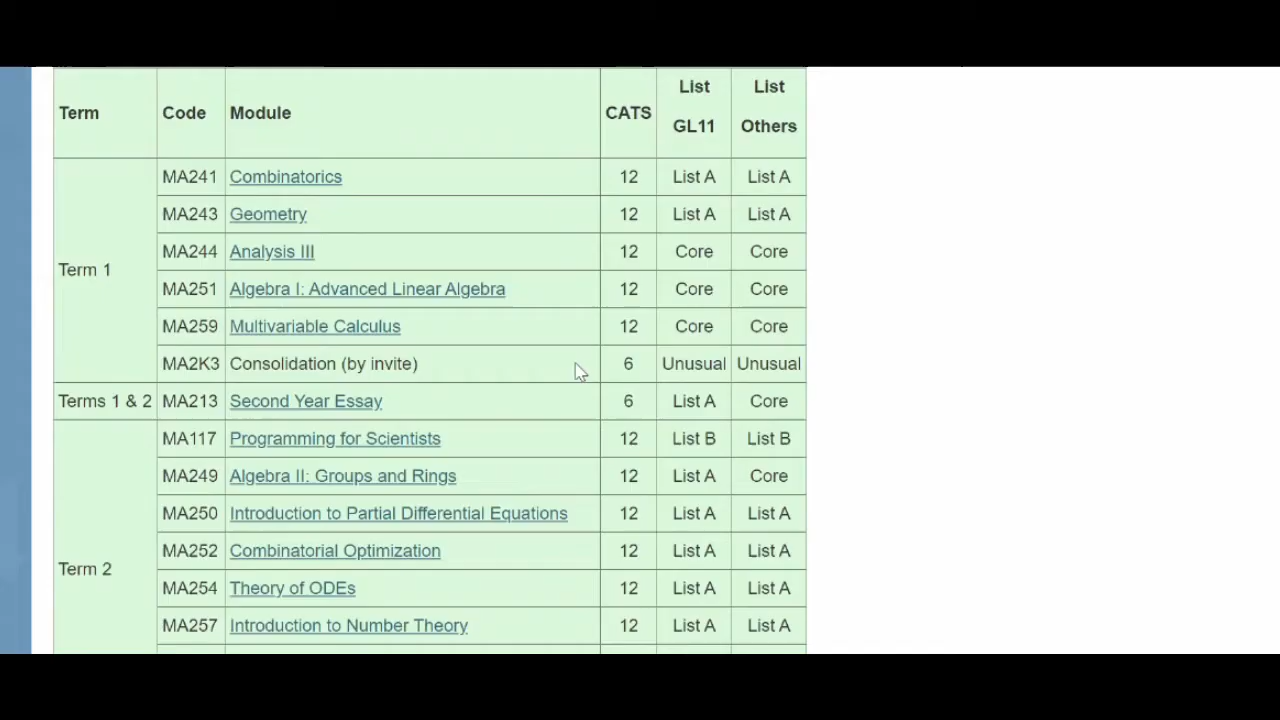 Term Code Module CATS List GL11 List Others
Term 1
MA241 Combinatorics 12 List A List A
MA243 Geometry 12 List A List A
MA244 Analysis III 12 Core Core
MA251 Algebra I: Advanced Linear Algebra 12 Core Core
MA259 Multivariable Calculus 12 Core Core
MA2K3 Consolidation (by invite) 6 Unusual Unusual
Terms 1 & 2 MA213 Second Year Essay 6 List A Core
Term 2
MA117 Programming for Scientists 12 List B List B
MA249 Algebra II: Groups and Rings 12 List A Core
MA250 Introduction to Partial Differential Equations 12 List A List A
MA252 Combinatorial Optimization 12 List A List A
MA254 Theory of ODEs 12 List A List A
MA257 Introduction to Number Theory 12 List A List A